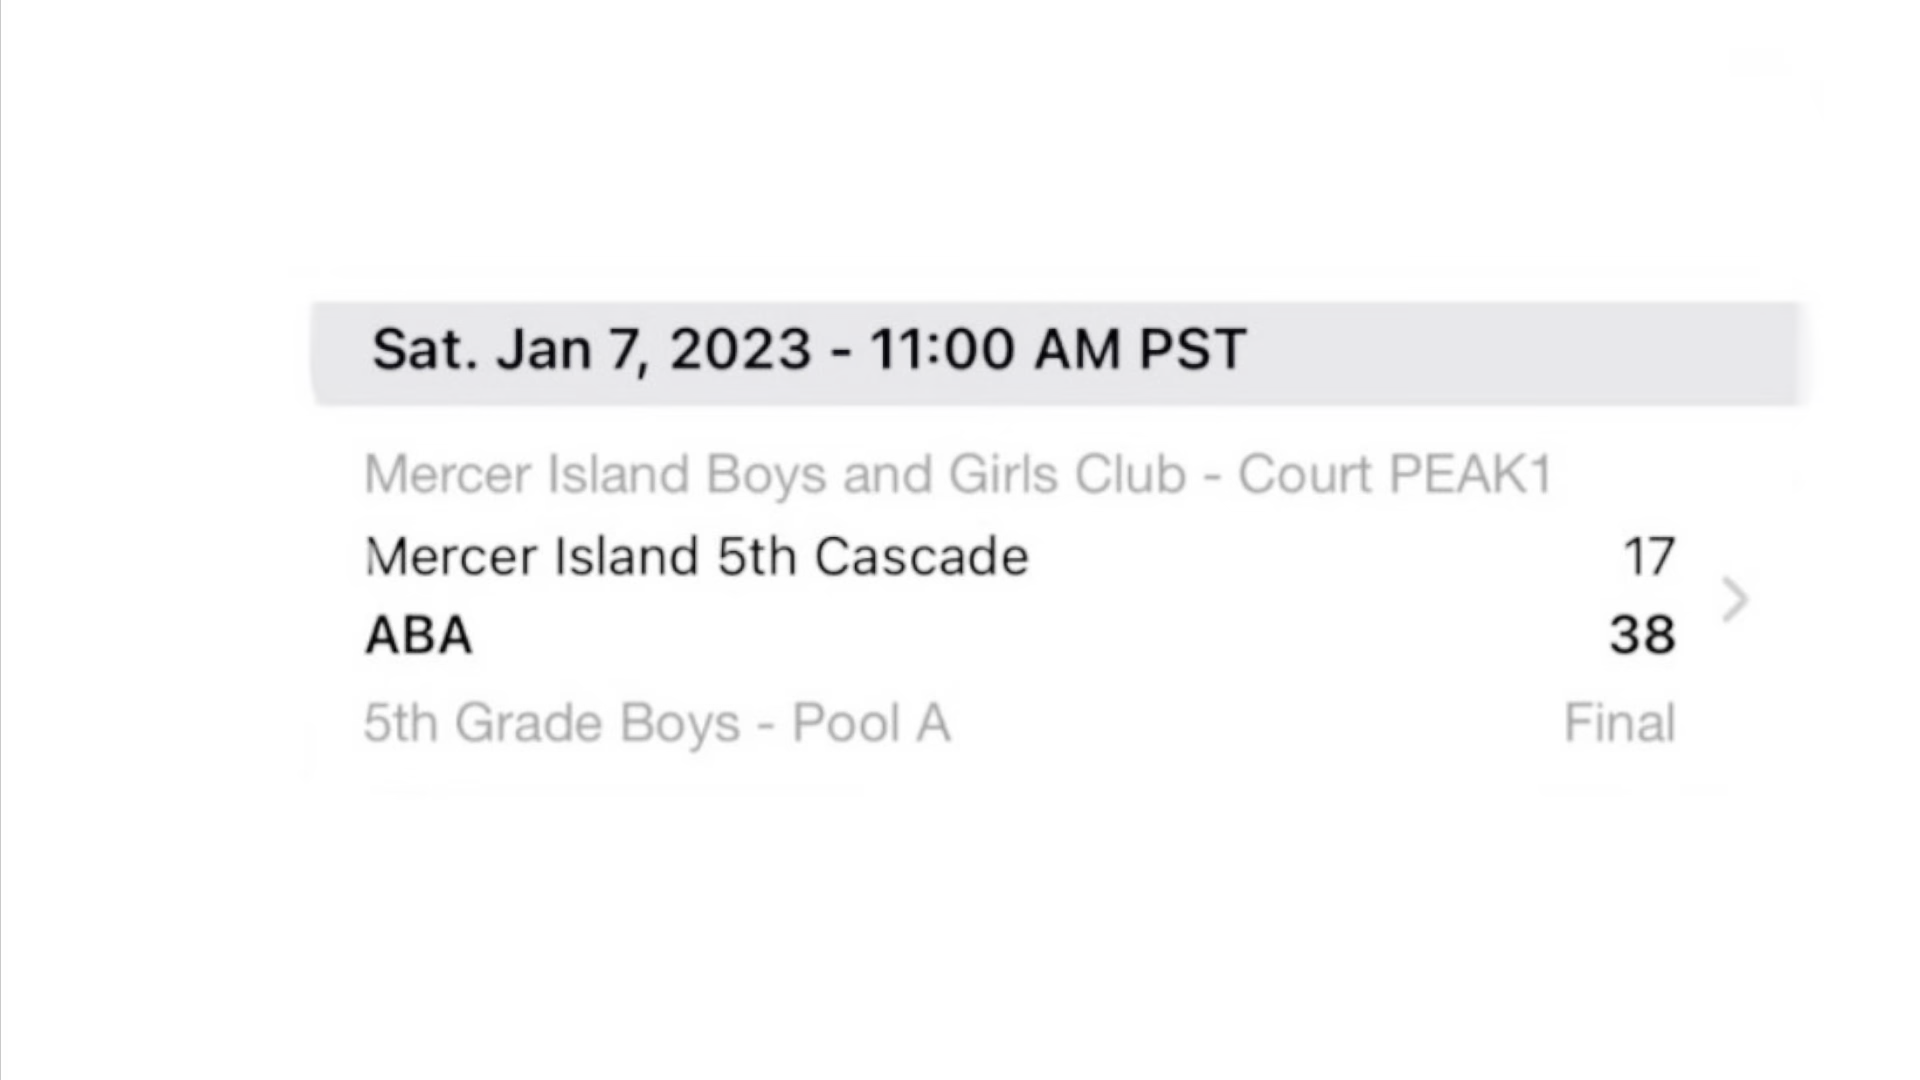 Sat. Jan 7, 2023 - 11:00 AM PST
Mercer Island Boys and Girls Club - Court PEAK1
Mercer Island 5th Cascade 17
ABA 38
5th Grade Boys - Pool A Final